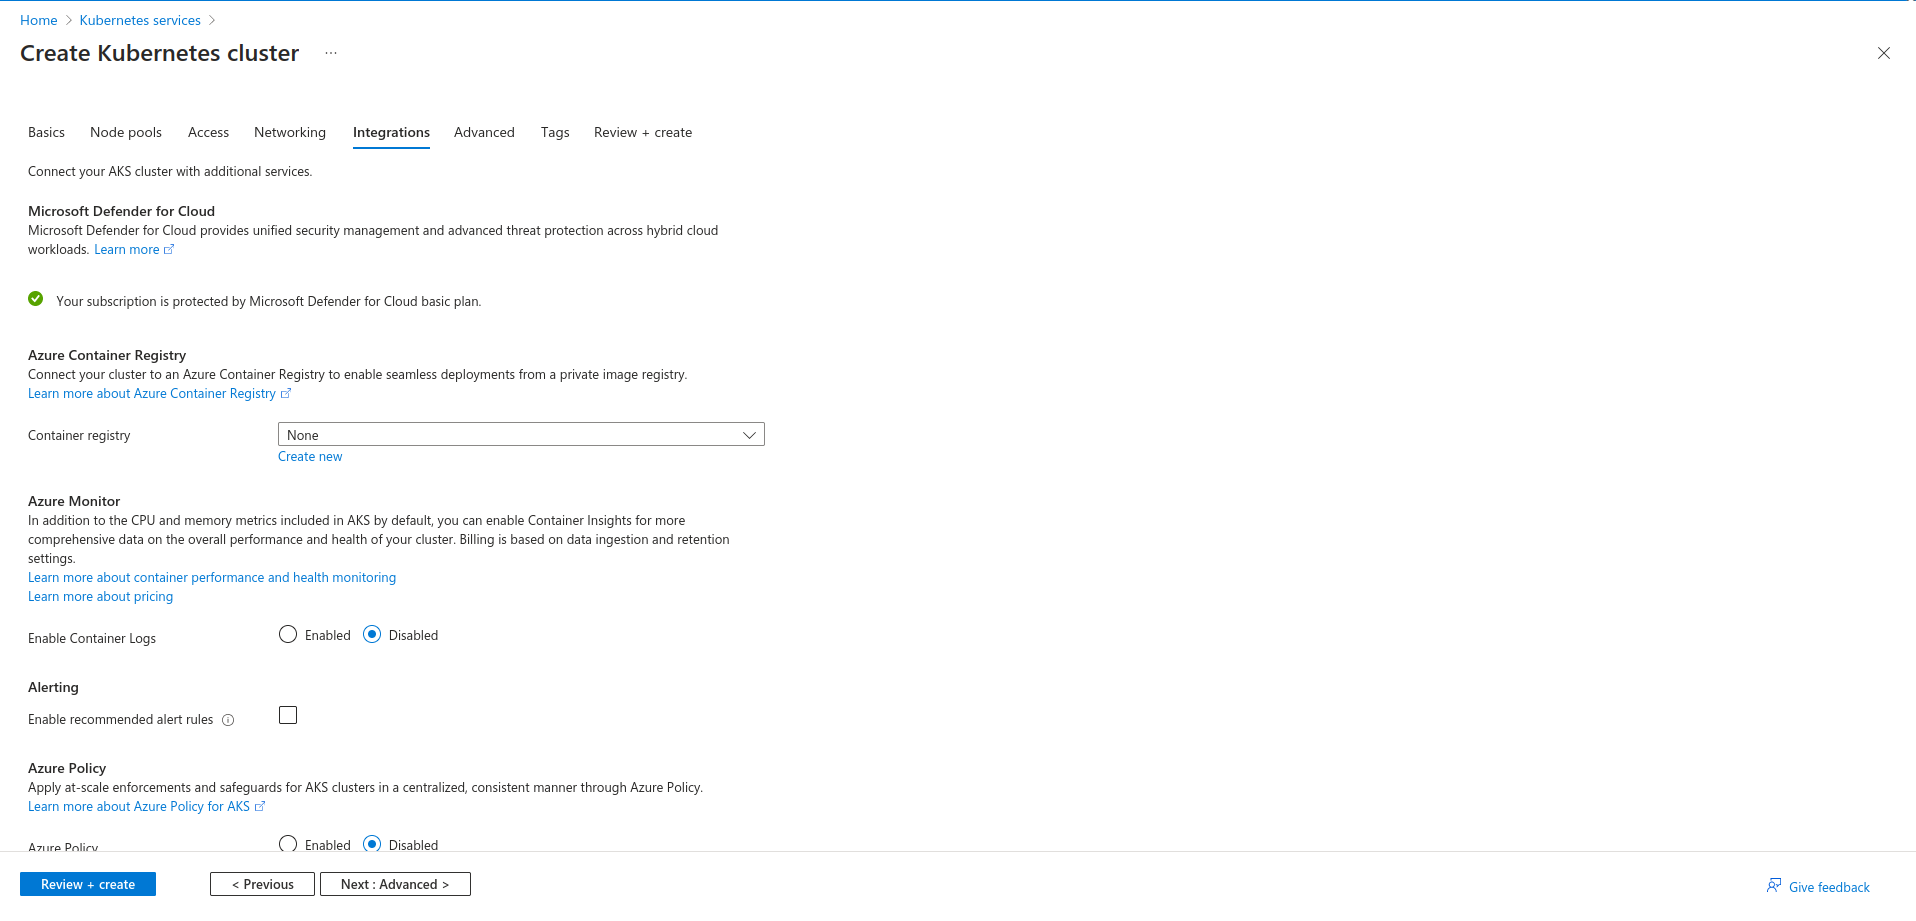 Home > Kubernetes services >
Create Kubernetes cluster ...
Basics Node pools Access Networking Integrations Advanced Tags Review + create
Connect your AKS cluster with additional services.
Microsoft Defender for Cloud
Microsoft Defender for Cloud provides unified security management and advanced threat protection across hybrid cloud
workloads. Learn more
Your subscription is protected by Microsoft Defender for Cloud basic plan.
Azure Container Registry
Connect your cluster to an Azure Container Registry to enable seamless deployments from a private image registry.
Learn more about Azure Container Registry
Container registry None
Create new
Azure Monitor
In addition to the CPU and memory metrics included in AKS by default, you can enable Container Insights for more
comprehensive data on the overall performance and health of your cluster. Billing is based on data ingestion and retention
settings.
Learn more about container performance and health monitoring
Learn more about pricing
Enable Container Logs Enabled Disabled
Alerting
Enable recommended alert rules
Azure Policy
Apply at-scale enforcements and safeguards for AKS clusters in a centralized, consistent manner through Azure Policy.
Learn more about Azure Policy for AKS
Azure Policy Enabled Disabled
Review + create < Previous Next : Advanced > Give feedback